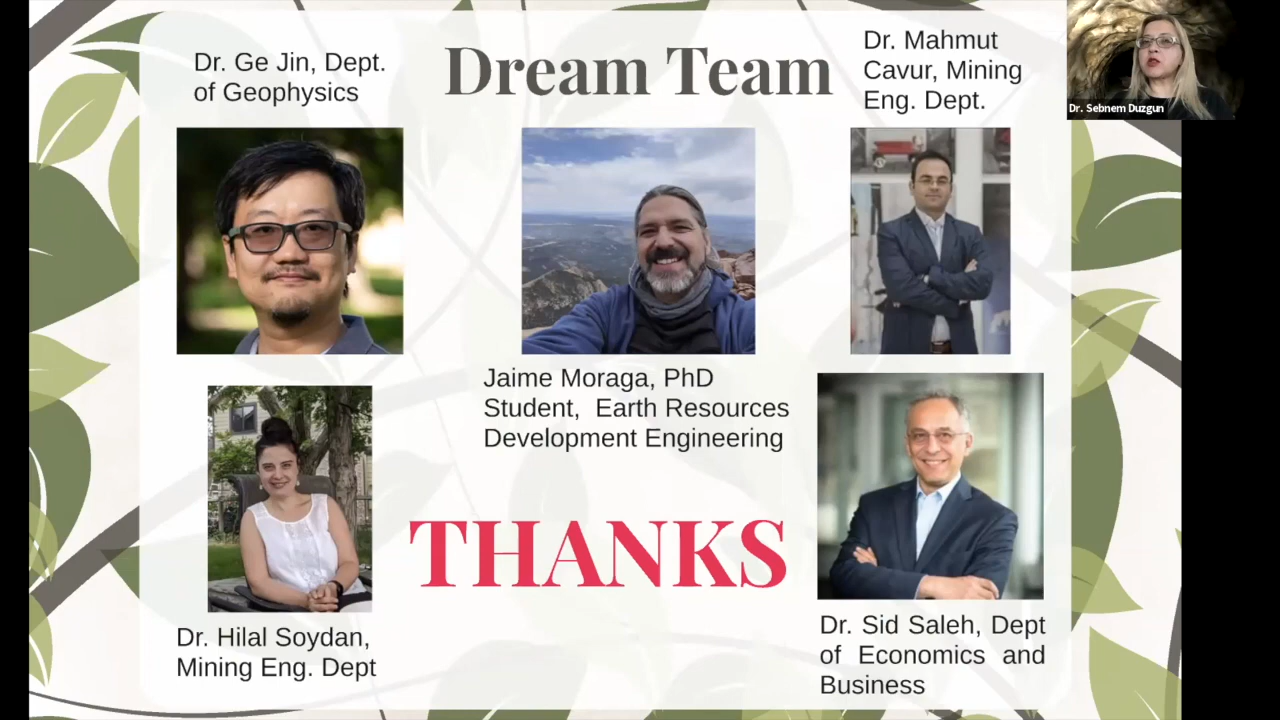 Dr. Ge Jin, Dept.
of Geophysics
Dream Team
Dr. Mahmut
Cavur, Mining
Eng. Dept.
Dr. Sebnem Duzgun
Jaime Moraga, PhD
Student, Earth Resources
Development Engineering
THANKS
Dr. Hilal Soydan,
Mining Eng. Dept
Dr. Sid Saleh, Dept
of Economics and
Business